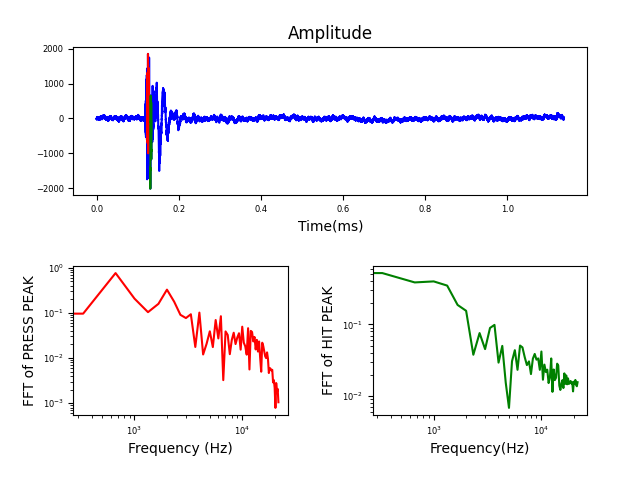 Amplitude
2000
1000
0
−1000
−2000
0.0 0.2 0.4 0.6 0.8 1.0
Time(ms)
FFT of PRESS PEAK
10⁰
10⁻¹
10⁻²
10⁻³
10³ 10⁴
Frequency (Hz)
FFT of HIT PEAK
10⁻¹
10⁻²
10³ 10⁴
Frequency(Hz)